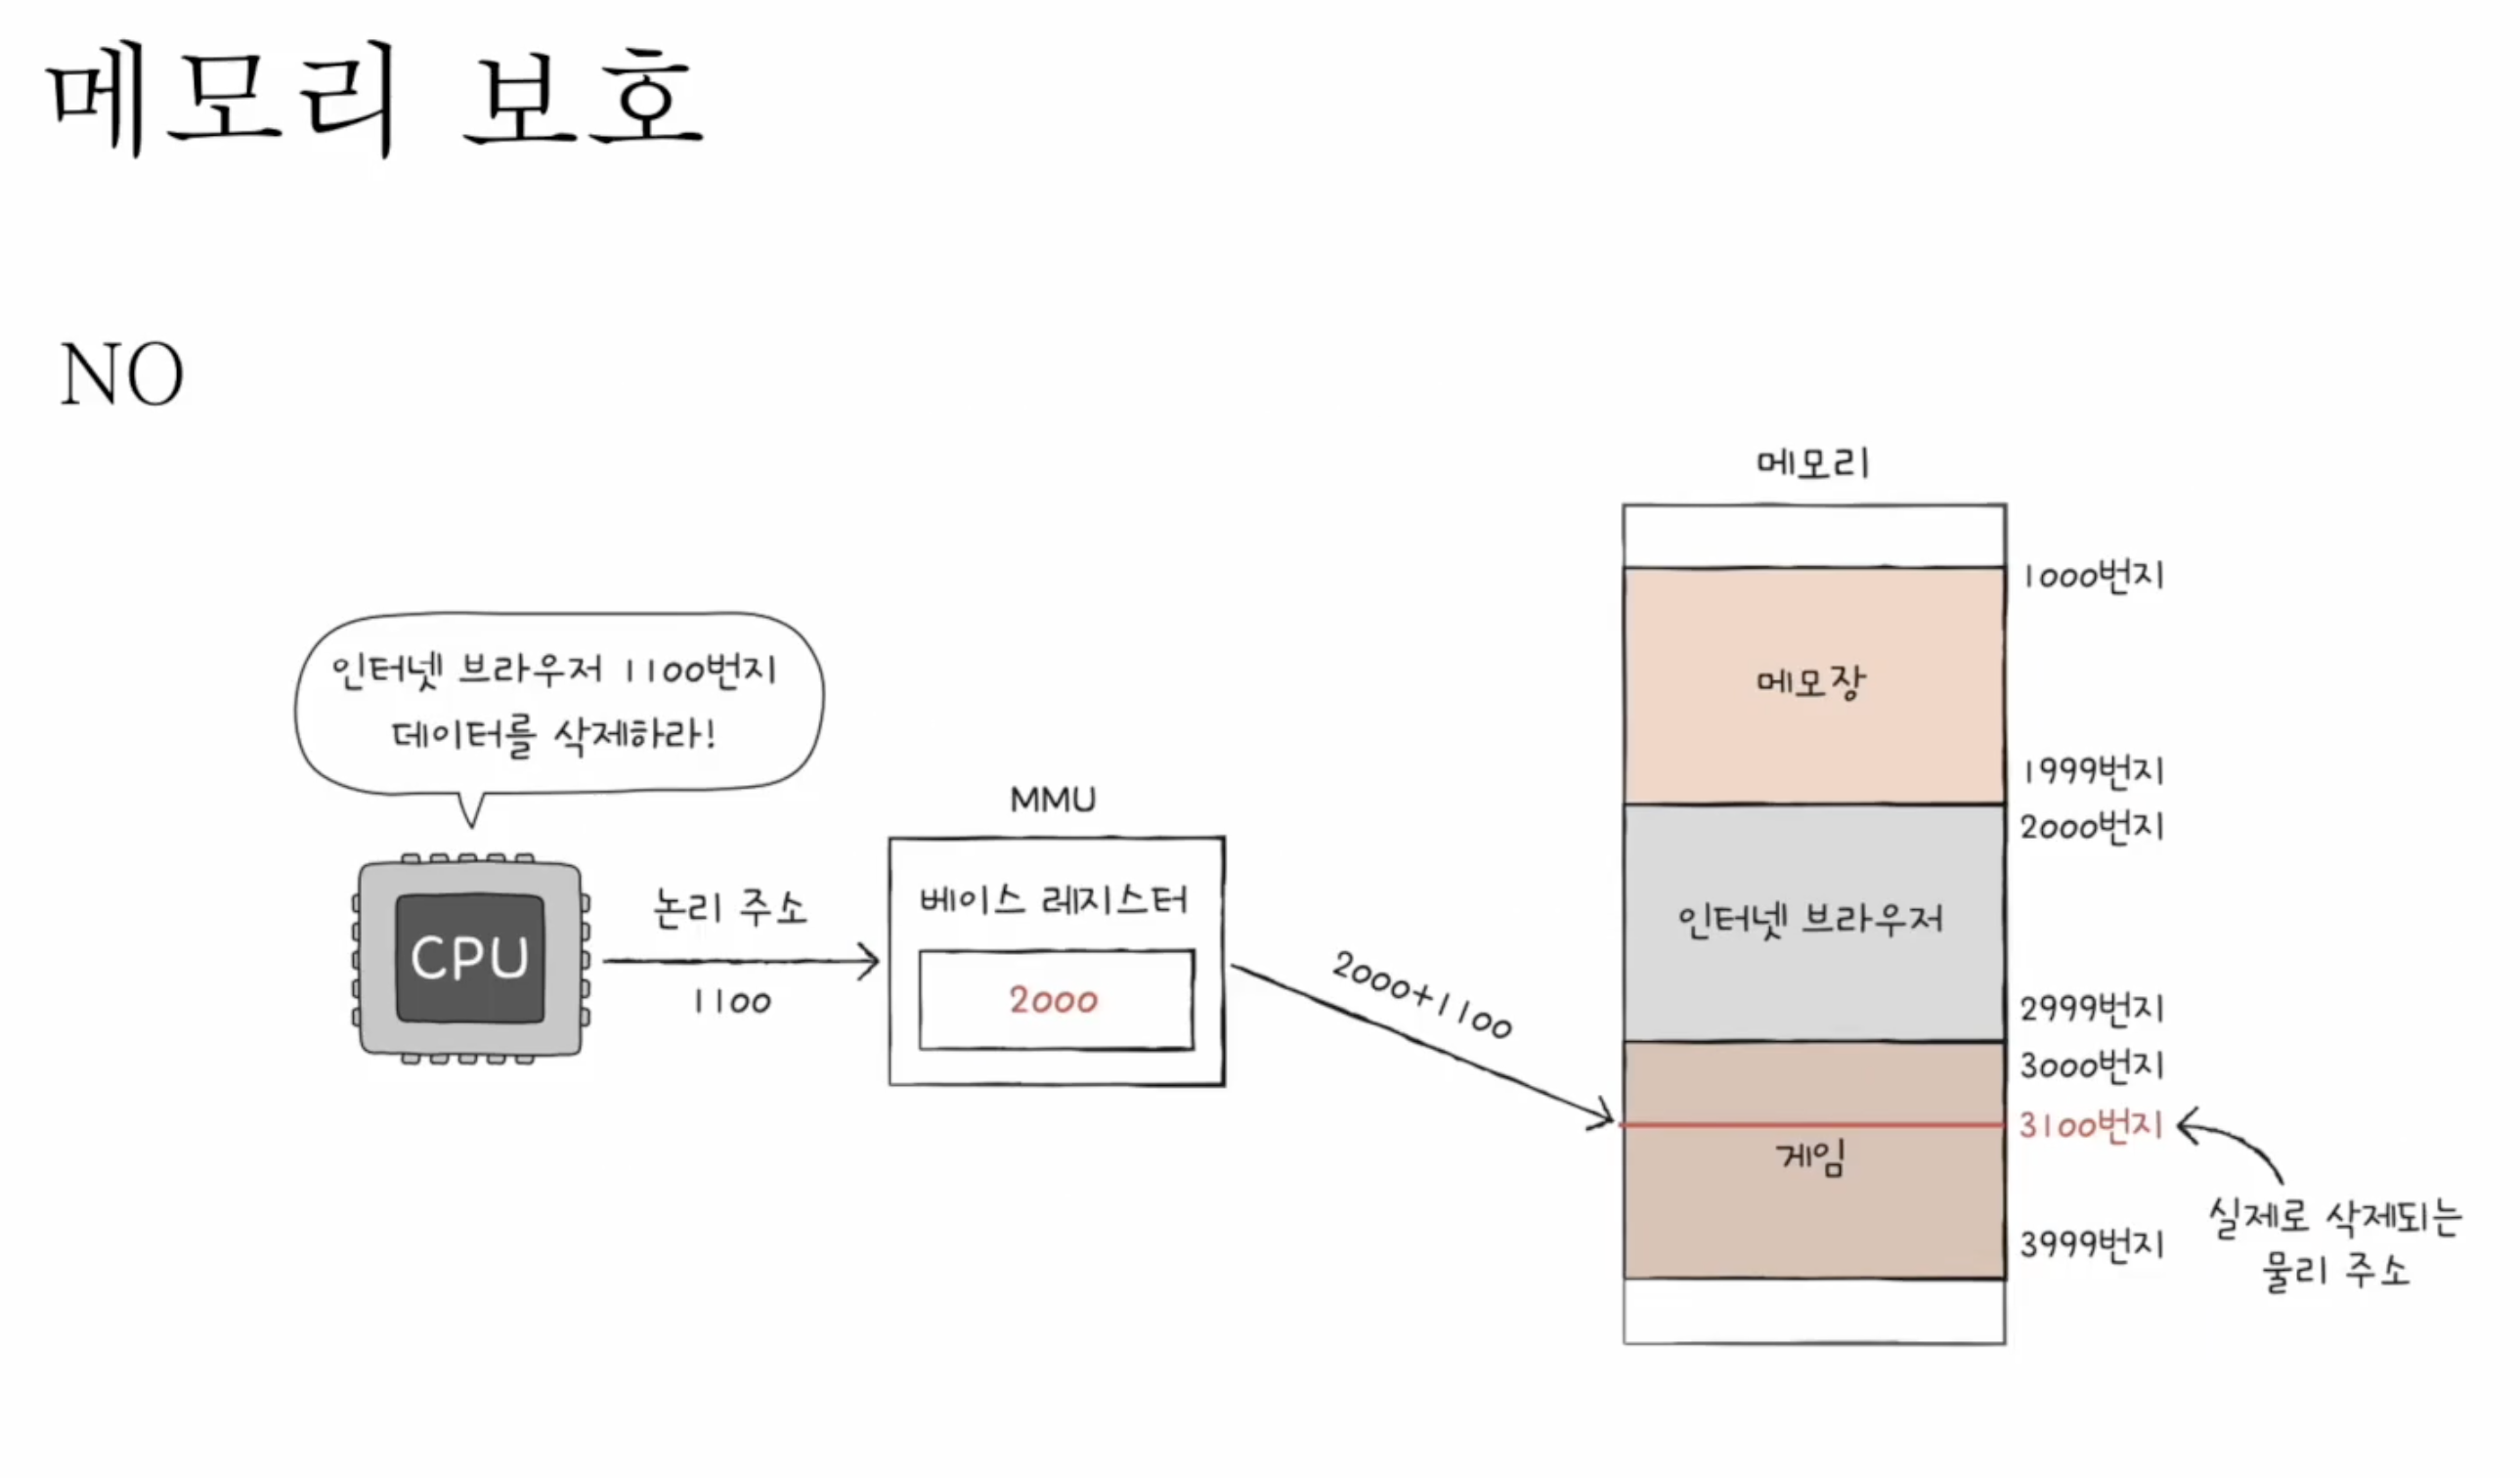 메모리 보호
NO
인터넷 브라우저 1100번지
데이터를 삭제하라!
CPU
논리 주소
1100
MMU
베이스 레지스터
2000
2000+1100
메모리
1000번지
메모장
1999번지
2000번지
인터넷 브라우저
2999번지
3000번지
3100번지
게임
3999번지
실제로 삭제되는
물리 주소